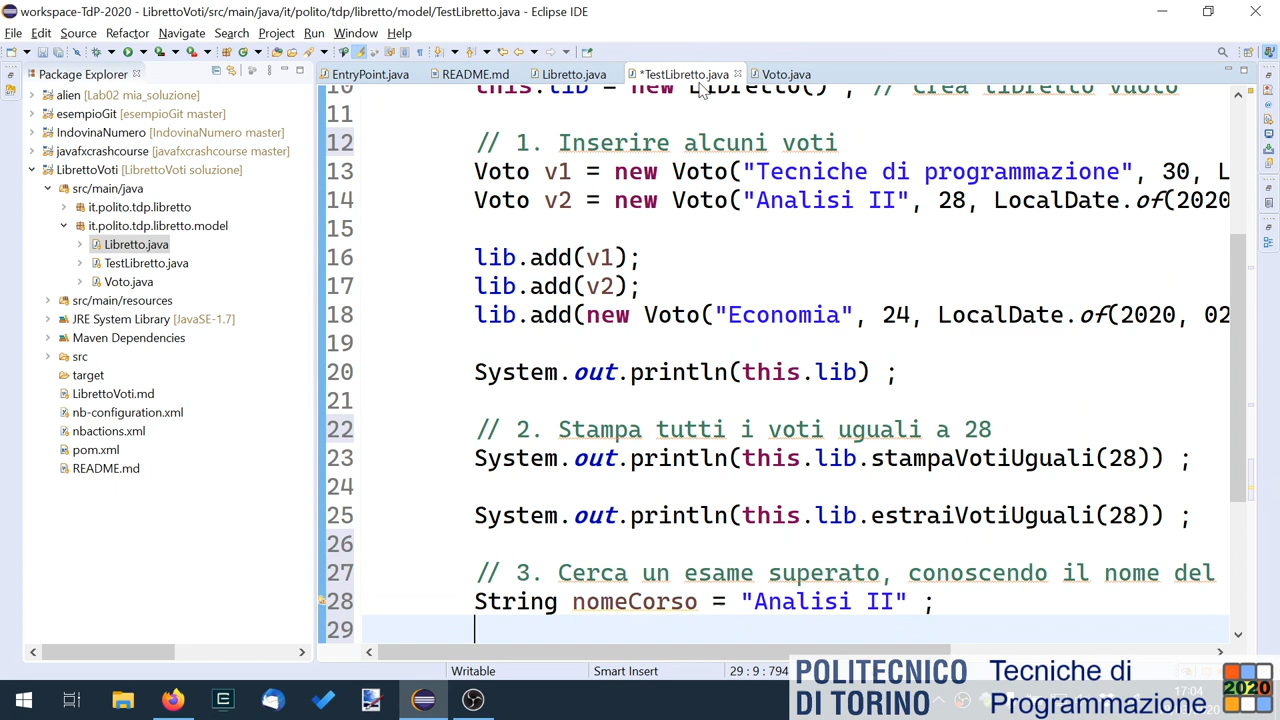 workspace-TdP-2020 - LibrettoVoti/src/main/java/it/polito/tdp/libretto/model/TestLibretto.java - Eclipse IDE
File Edit Source Refactor Navigate Search Project Run Window Help
Package Explorer
EntryPoint.java README.md Libretto.java *TestLibretto.java Voto.java
alien [Lab02 mia_soluzione]
esempioGit [esempioGit master]
IndovinaNumero [IndovinaNumero master]
javafxcrashcourse [javafxcrashcourse master]
LibrettoVoti [LibrettoVoti soluzione]
src/main/java
it.polito.tdp.libretto
it.polito.tdp.libretto.model
Libretto.java
TestLibretto.java
Voto.java
src/main/resources
JRE System Library [JavaSE-1.7]
Maven Dependencies
src
target
LibrettoVoti.md
nb-configuration.xml
nbactions.xml
pom.xml
README.md
10 this.lib = new Libretto() ; // crea libretto vuoto
11
12 // 1. Inserire alcuni voti
13 Voto v1 = new Voto("Tecniche di programmazione", 30, L
14 Voto v2 = new Voto("Analisi II", 28, LocalDate.of(2020
15
16 lib.add(v1);
17 lib.add(v2);
18 lib.add(new Voto("Economia", 24, LocalDate.of(2020, 02
19
20 System.out.println(this.lib) ;
21
22 // 2. Stampa tutti i voti uguali a 28
23 System.out.println(this.lib.stampaVotiUguali(28)) ;
24
25 System.out.println(this.lib.estraiVotiUguali(28)) ;
26
27 // 3. Cerca un esame superato, conoscendo il nome del
28 String nomeCorso = "Analisi II" ;
29
Writable Smart Insert 29 : 9 : 794
POLITECNICO
DI TORINO
Tecniche di
Programmazione
2020
17:04